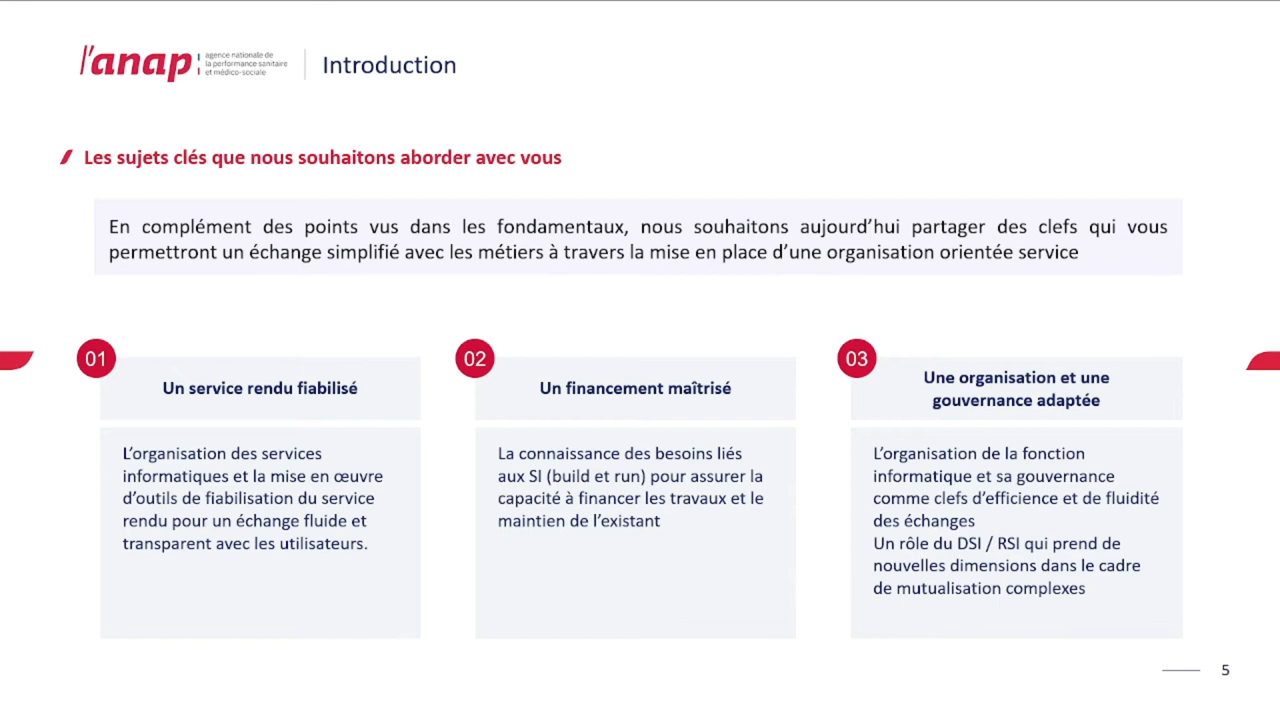 l'anap
agence nationale de
la performance sanitaire
et médico-sociale
Introduction
Les sujets clés que nous souhaitons aborder avec vous
En complément des points vus dans les fondamentaux, nous souhaitons aujourd'hui partager des clefs qui vous
permettront un échange simplifié avec les métiers à travers la mise en place d'une organisation orientée service
01
Un service rendu fiabilisé
L'organisation des services
informatiques et la mise en œuvre
d'outils de fiabilisation du service
rendu pour un échange fluide et
transparent avec les utilisateurs.
02
Un financement maîtrisé
La connaissance des besoins liés
aux SI (build et run) pour assurer la
capacité à financer les travaux et le
maintien de l'existant
03
Une organisation et une
gouvernance adaptée
L'organisation de la fonction
informatique et sa gouvernance
comme clefs d'efficience et de fluidité
des échanges
Un rôle du DSI / RSI qui prend de
nouvelles dimensions dans le cadre
de mutualisation complexes
5